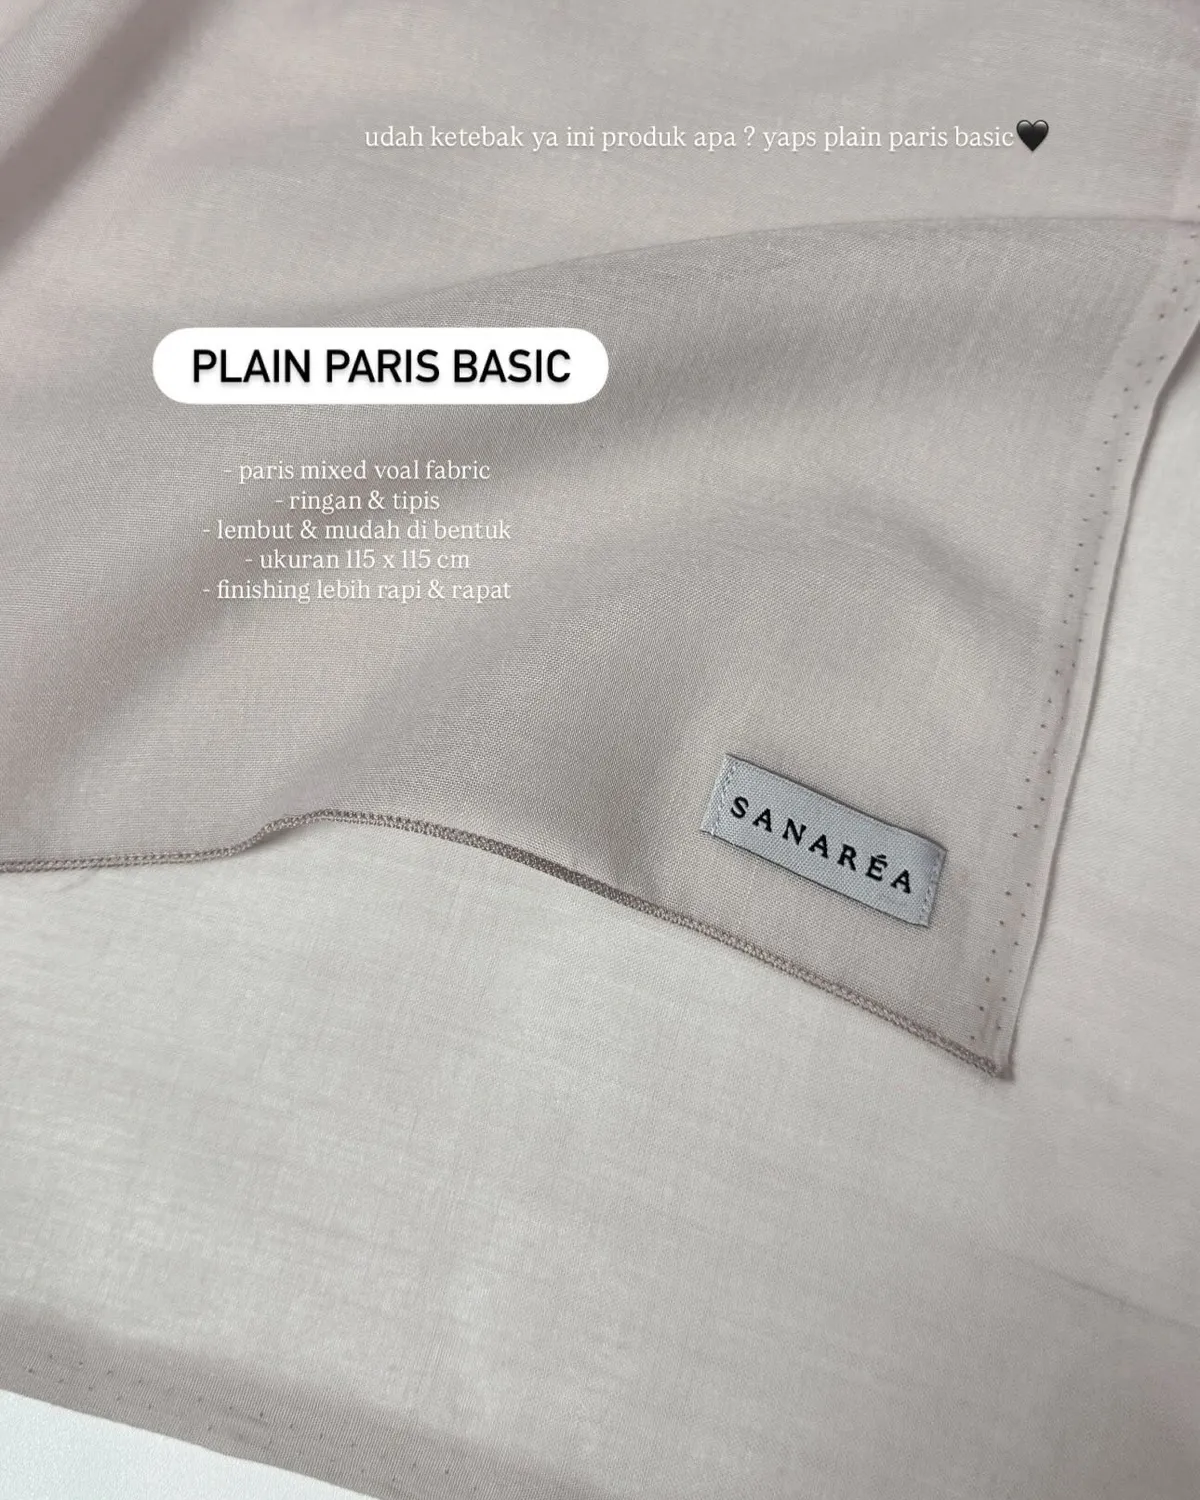 udah ketebak ya ini produk apa ? yaps plain paris basic🖤
PLAIN PARIS BASIC
- paris mixed voal fabric
- ringan & tipis
- lembut & mudah di bentuk
- ukuran 115 x 115 cm
- finishing lebih rapi & rapat
SANARÉA